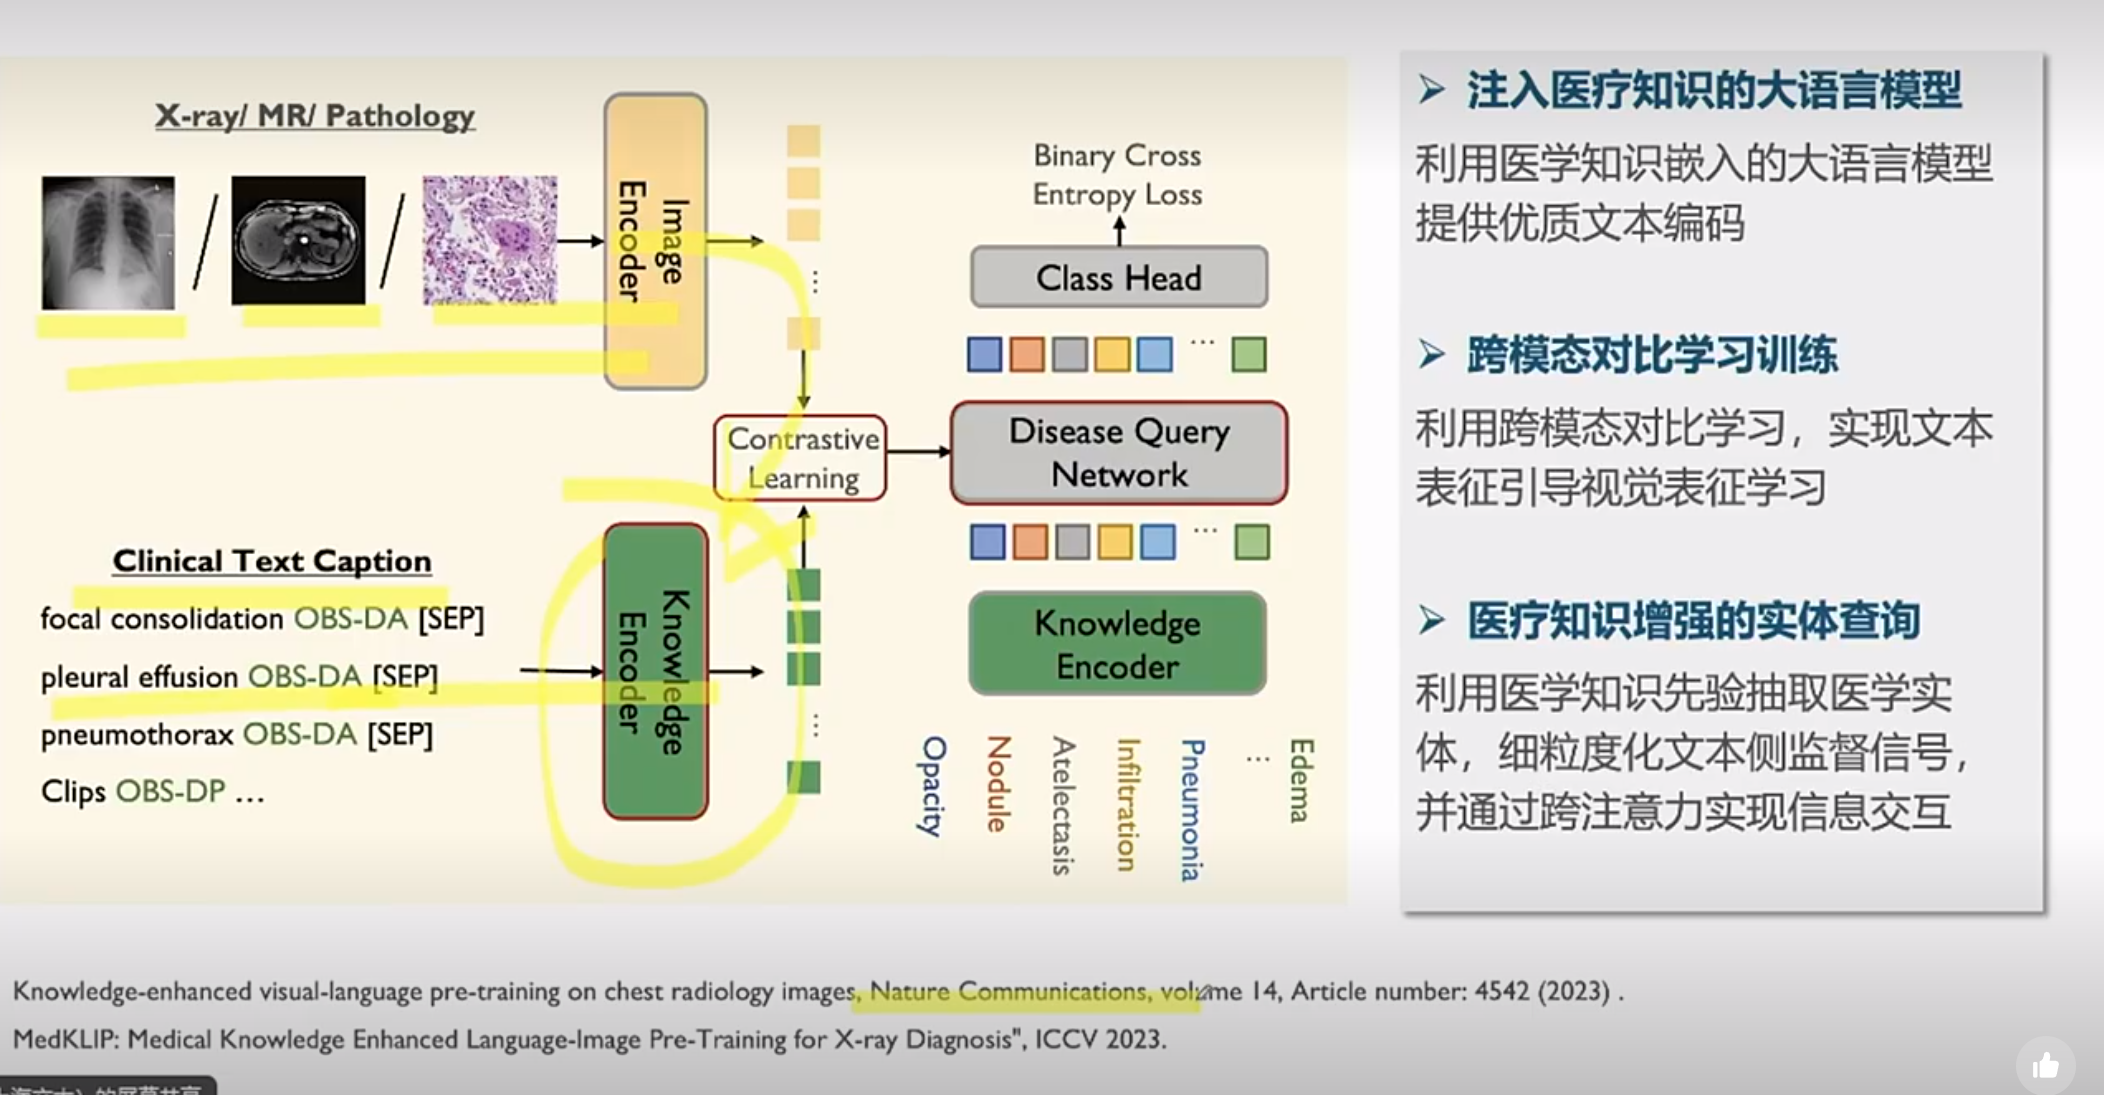 X-ray/ MR/ Pathology
Image
Encoder
Binary Cross
Entropy Loss
Class Head
...
Contrastive
Learning
Disease Query
Network
...
Clinical Text Caption
focal consolidation OBS-DA [SEP]
pleural effusion OBS-DA [SEP]
pneumothorax OBS-DA [SEP]
Clips OBS-DP ...
Knowledge
Encoder
Knowledge
Encoder
Opacity
Nodule
Atelectasis
Infiltration
Pneumonia
...
Edema
➢ 注入医疗知识的大语言模型
利用医学知识嵌入的大语言模型
提供优质文本编码
➢ 跨模态对比学习训练
利用跨模态对比学习，实现文本
表征引导视觉表征学习
➢ 医疗知识增强的实体查询
利用医学知识先验抽取医学实
体，细粒度化文本侧监督信号，
并通过跨注意力实现信息交互
Knowledge-enhanced visual-language pre-training on chest radiology images, Nature Communications, volume 14, Article number: 4542 (2023) .
MedKLIP: Medical Knowledge Enhanced Language-Image Pre-Training for X-ray Diagnosis", ICCV 2023.